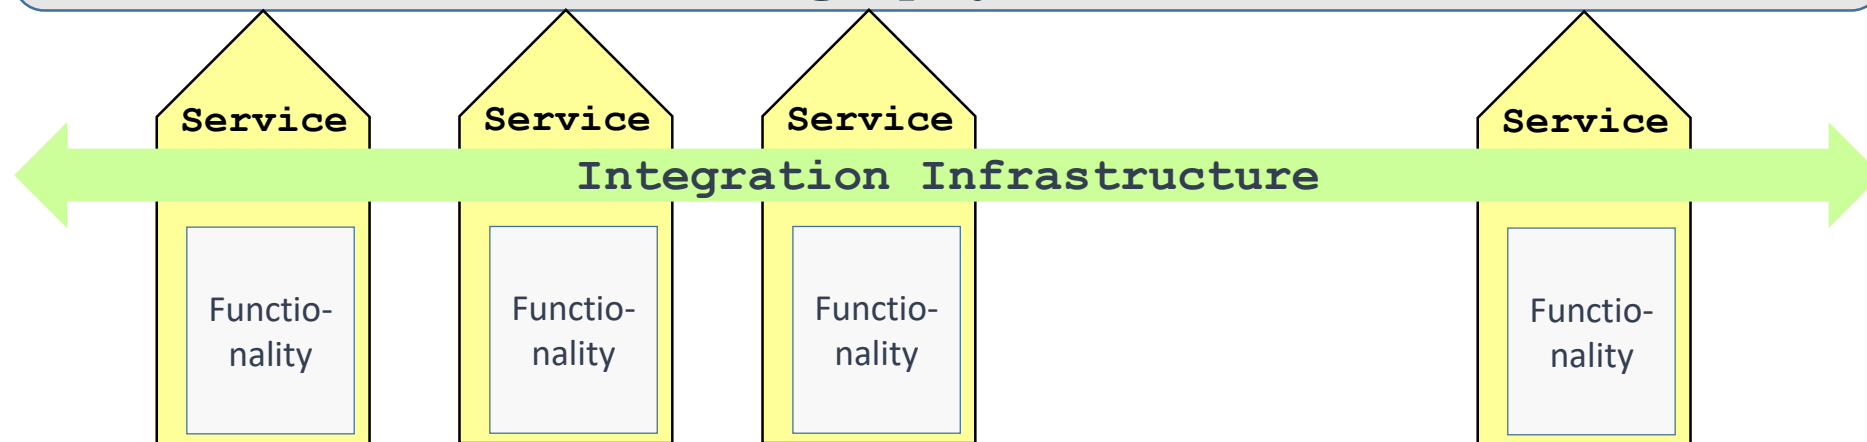 Service Service Service Service
Integration Infrastructure
Functio- Functio- Functio- Functio-
nality nality nality nality